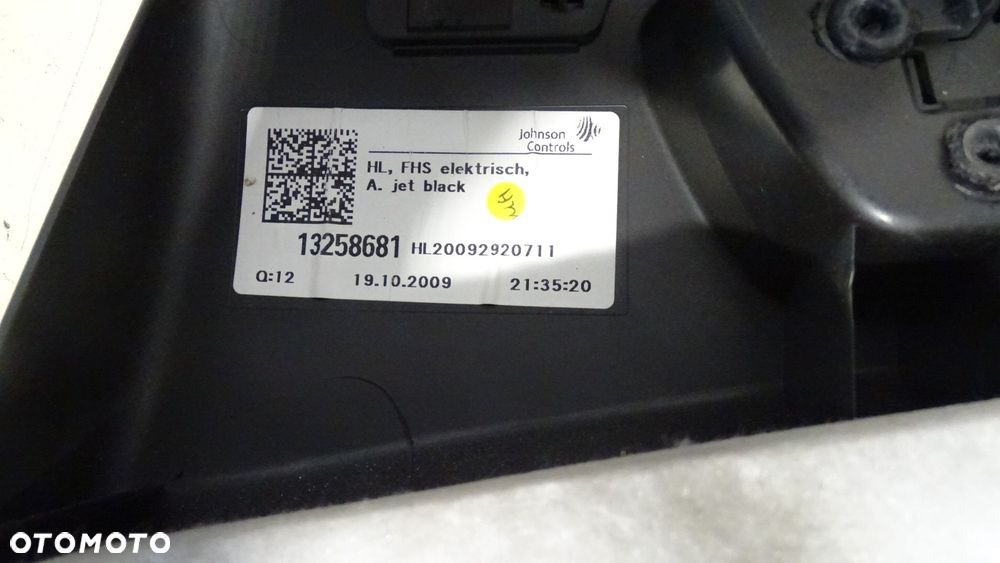 Johnson
Controls
HL, FHS elektrisch,
A. jet black
13258681 HL20092920711
Q:12 19.10.2009 21:35:20
OTOMOTO